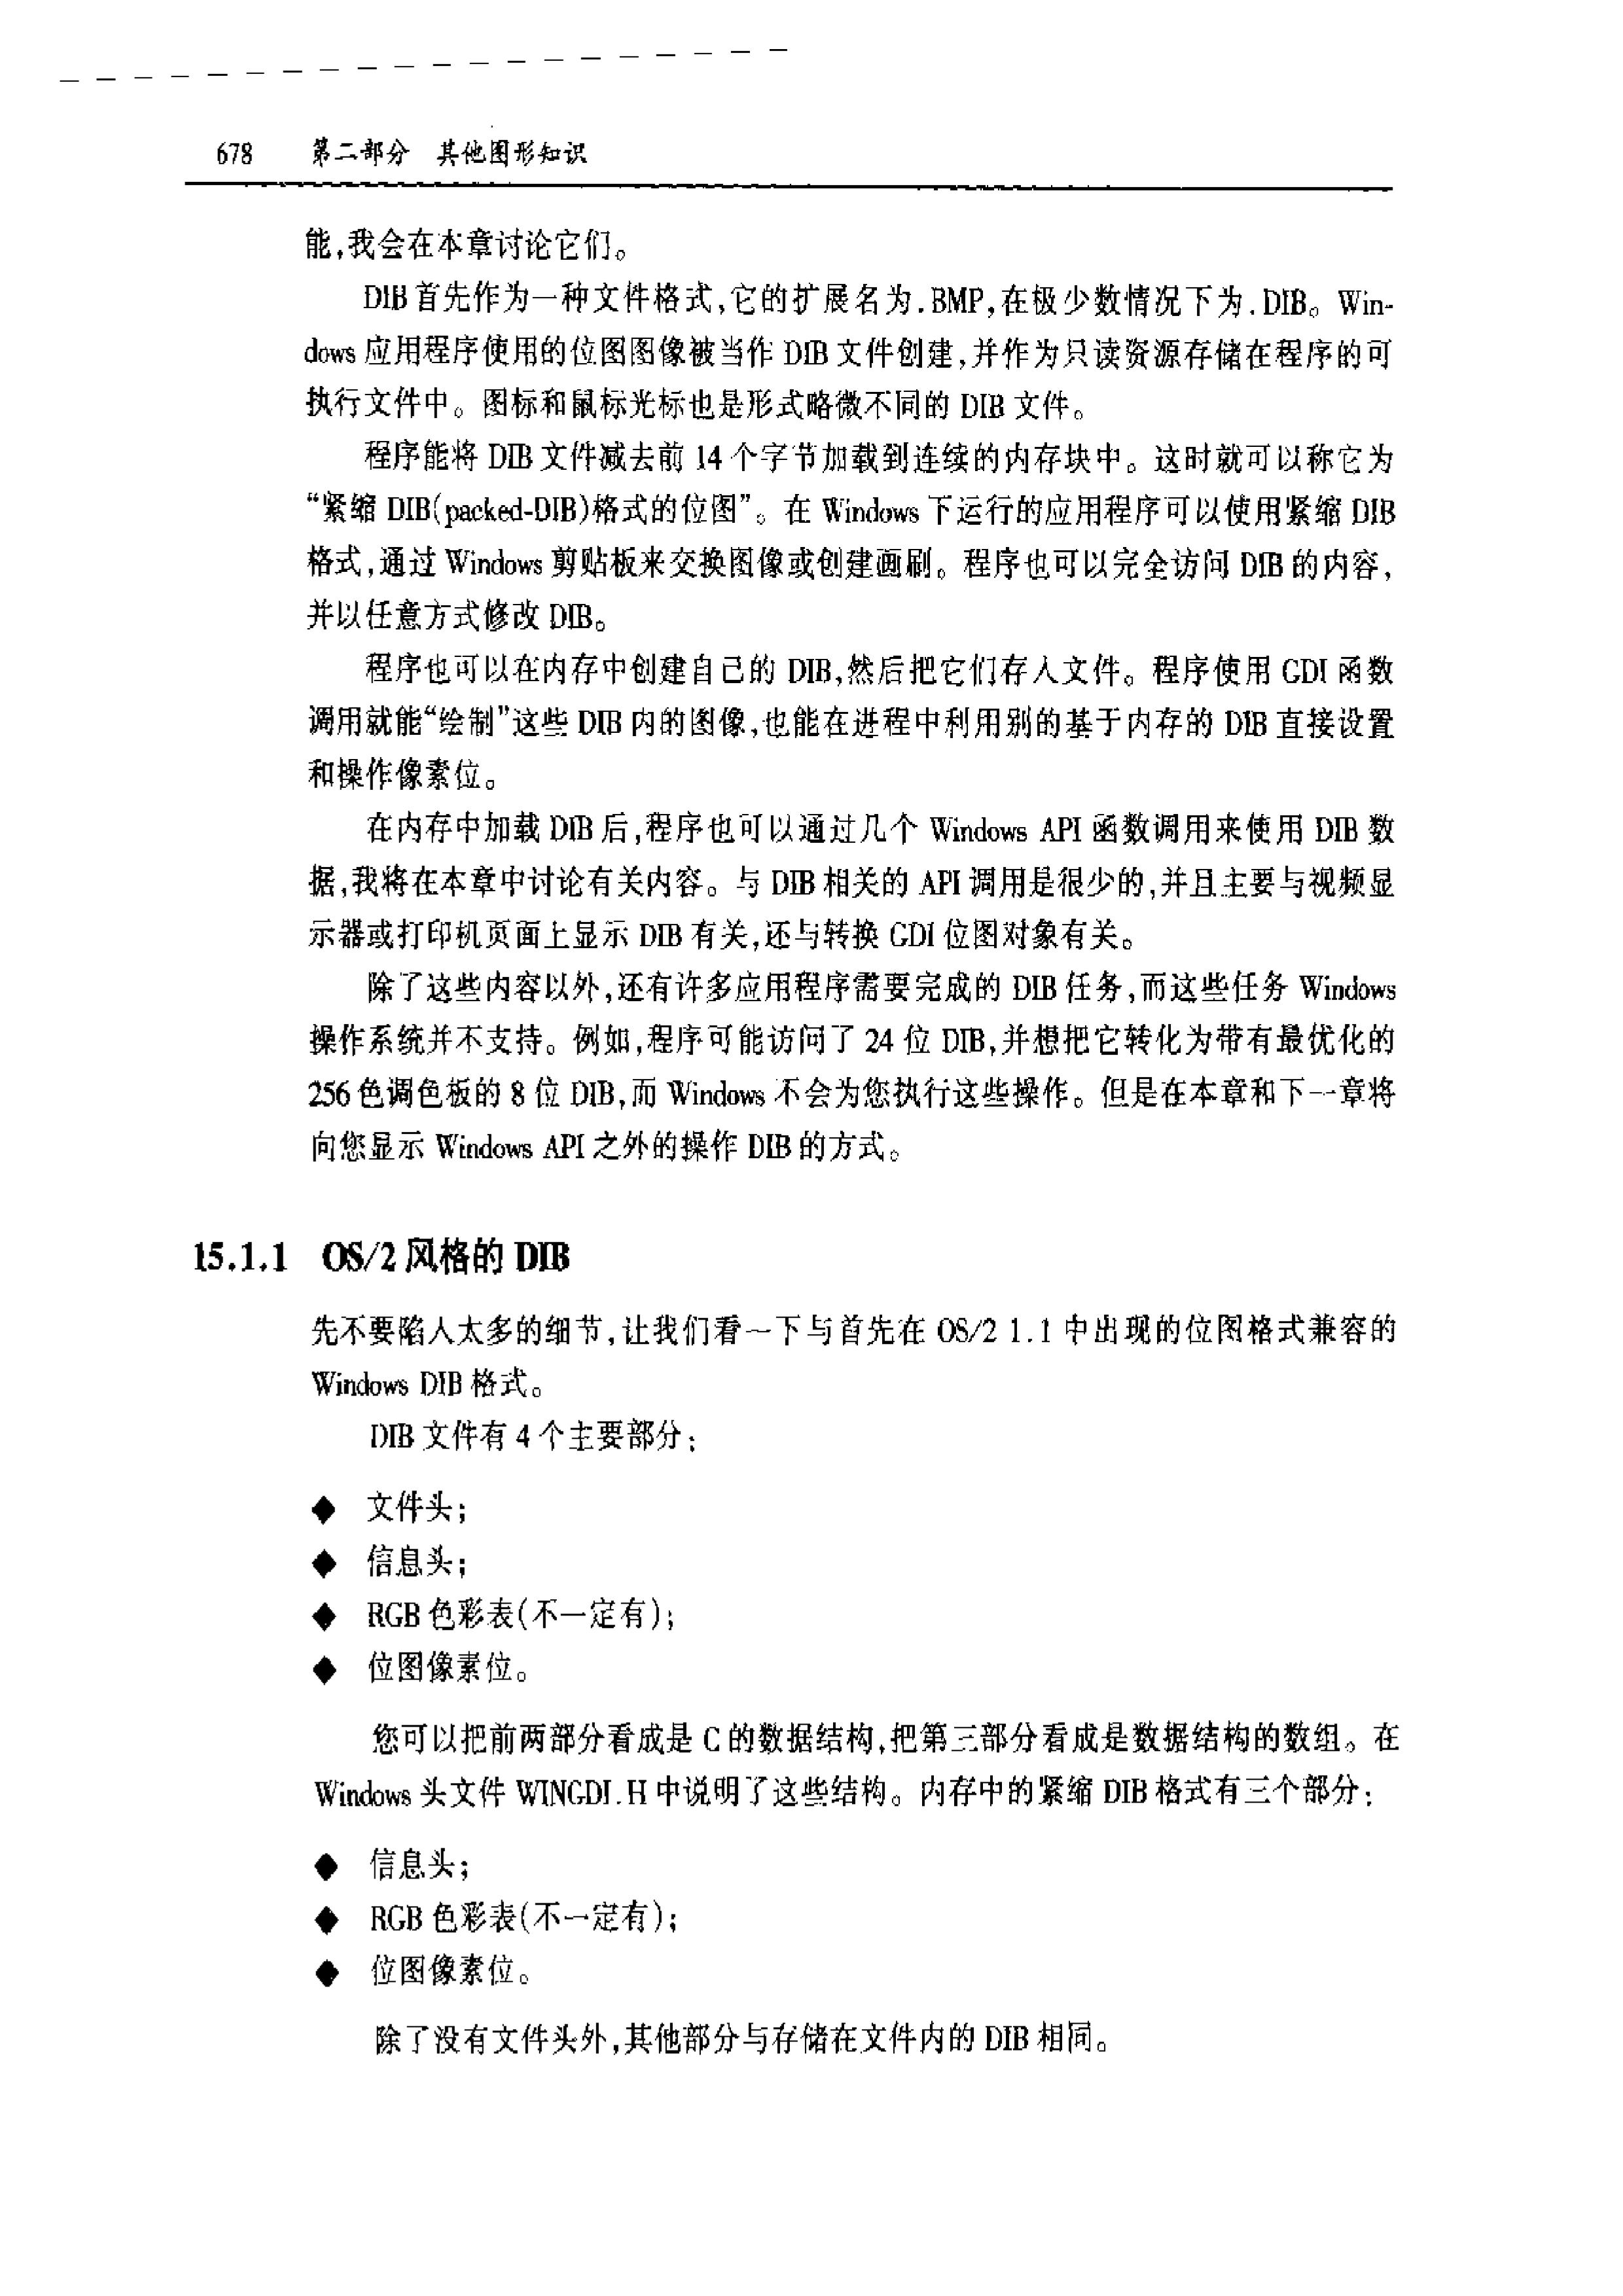 678 第二部分 其他图形知识
能,我会在本章讨论它们。
DIB 首先作为一种文件格式,它的扩展名为.BMP,在极少数情况下为.DIB。Win-
dows 应用程序使用的位图图像被当作 DIB 文件创建,并作为只读资源存储在程序的可
执行文件中。图标和鼠标光标也是形式略微不同的 DIB 文件。
程序能将 DIB 文件减去前 14 个字节加载到连续的内存块中。这时就可以称它为
“紧缩 DIB(packed-DIB)格式的位图”。在 Windows 下运行的应用程序可以使用紧缩 DIB
格式,通过 Windows 剪贴板来交换图像或创建画刷。程序也可以完全访问 DIB 的内容,
并以任意方式修改 DIB。
程序也可以在内存中创建自己的 DIB,然后把它们存入文件。程序使用 GDI 函数
调用就能“绘制”这些 DIB 内的图像,也能在进程中利用别的基于内存的 DIB 直接设置
和操作像素位。
在内存中加载 DIB 后,程序也可以通过几个 Windows API 函数调用来使用 DIB 数
据,我将在本章中讨论有关内容。与 DIB 相关的 API 调用是很少的,并且主要与视频显
示器或打印机页面上显示 DIB 有关,还与转换 GDI 位图对象有关。
除了这些内容以外,还有许多应用程序需要完成的 DIB 任务,而这些任务 Windows
操作系统并不支持。例如,程序可能访问了 24 位 DIB,并想把它转化为带有最优化的
256 色调色板的 8 位 DIB,而 Windows 不会为您执行这些操作。但是在本章和下一章将
向您显示 Windows API 之外的操作 DIB 的方式。
15.1.1 OS/2 风格的 DIB
先不要陷入太多的细节,让我们看一下与首先在 OS/2 1.1 中出现的位图格式兼容的
Windows DIB 格式。
DIB 文件有 4 个主要部分:
◆ 文件头;
◆ 信息头;
◆ RGB 色彩表(不一定有);
◆ 位图像素位。
您可以把前两部分看成是 C 的数据结构,把第三部分看成是数据结构的数组。在
Windows 头文件 WINGDI.H 中说明了这些结构。内存中的紧缩 DIB 格式有三个部分:
◆ 信息头;
◆ RGB 色彩表(不一定有);
◆ 位图像素位。
除了没有文件头外,其他部分与存储在文件内的 DIB 相同。